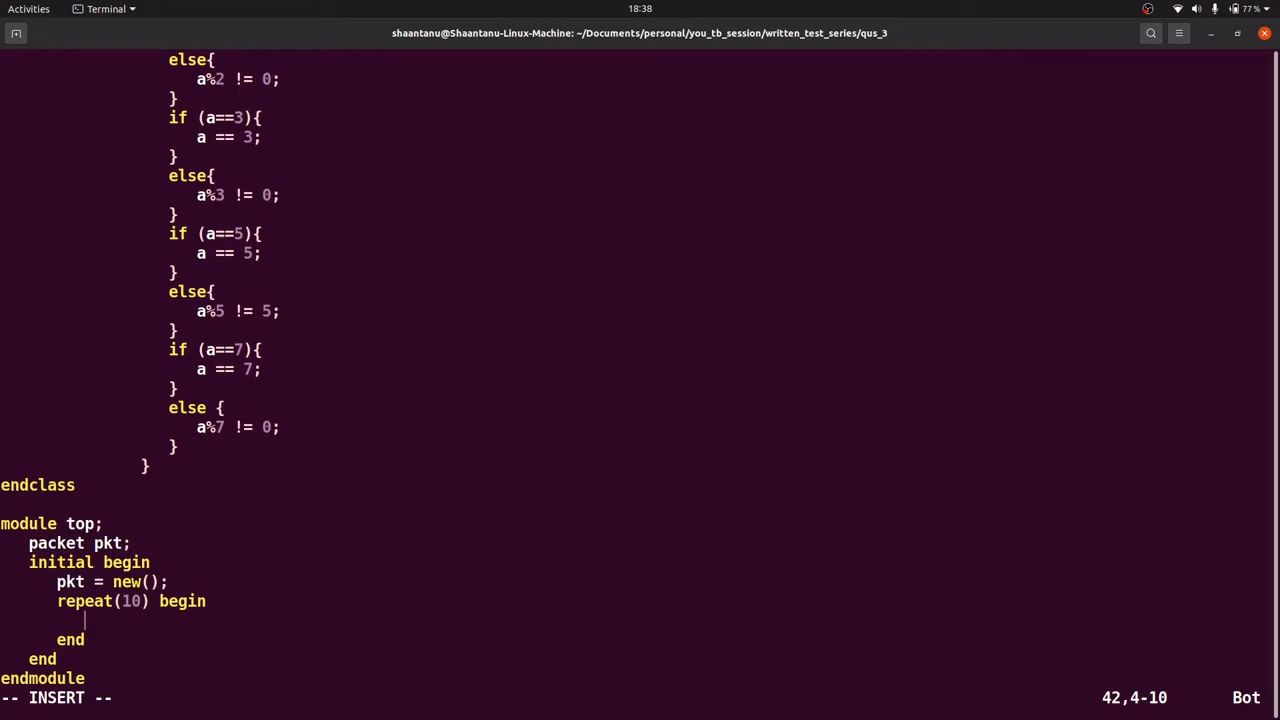 Activities Terminal 18:38 77 %
shaantanu@Shaantanu-Linux-Machine: ~/Documents/personal/you_tb_session/written_test_series/qus_3
else{
a%2 != 0;
}
if (a==3){
a == 3;
}
else{
a%3 != 0;
}
if (a==5){
a == 5;
}
else{
a%5 != 5;
}
if (a==7){
a == 7;
}
else {
a%7 != 0;
}
}
endclass
module top;
packet pkt;
initial begin
pkt = new();
repeat(10) begin
end
end
endmodule
-- INSERT -- 42,4-10 Bot